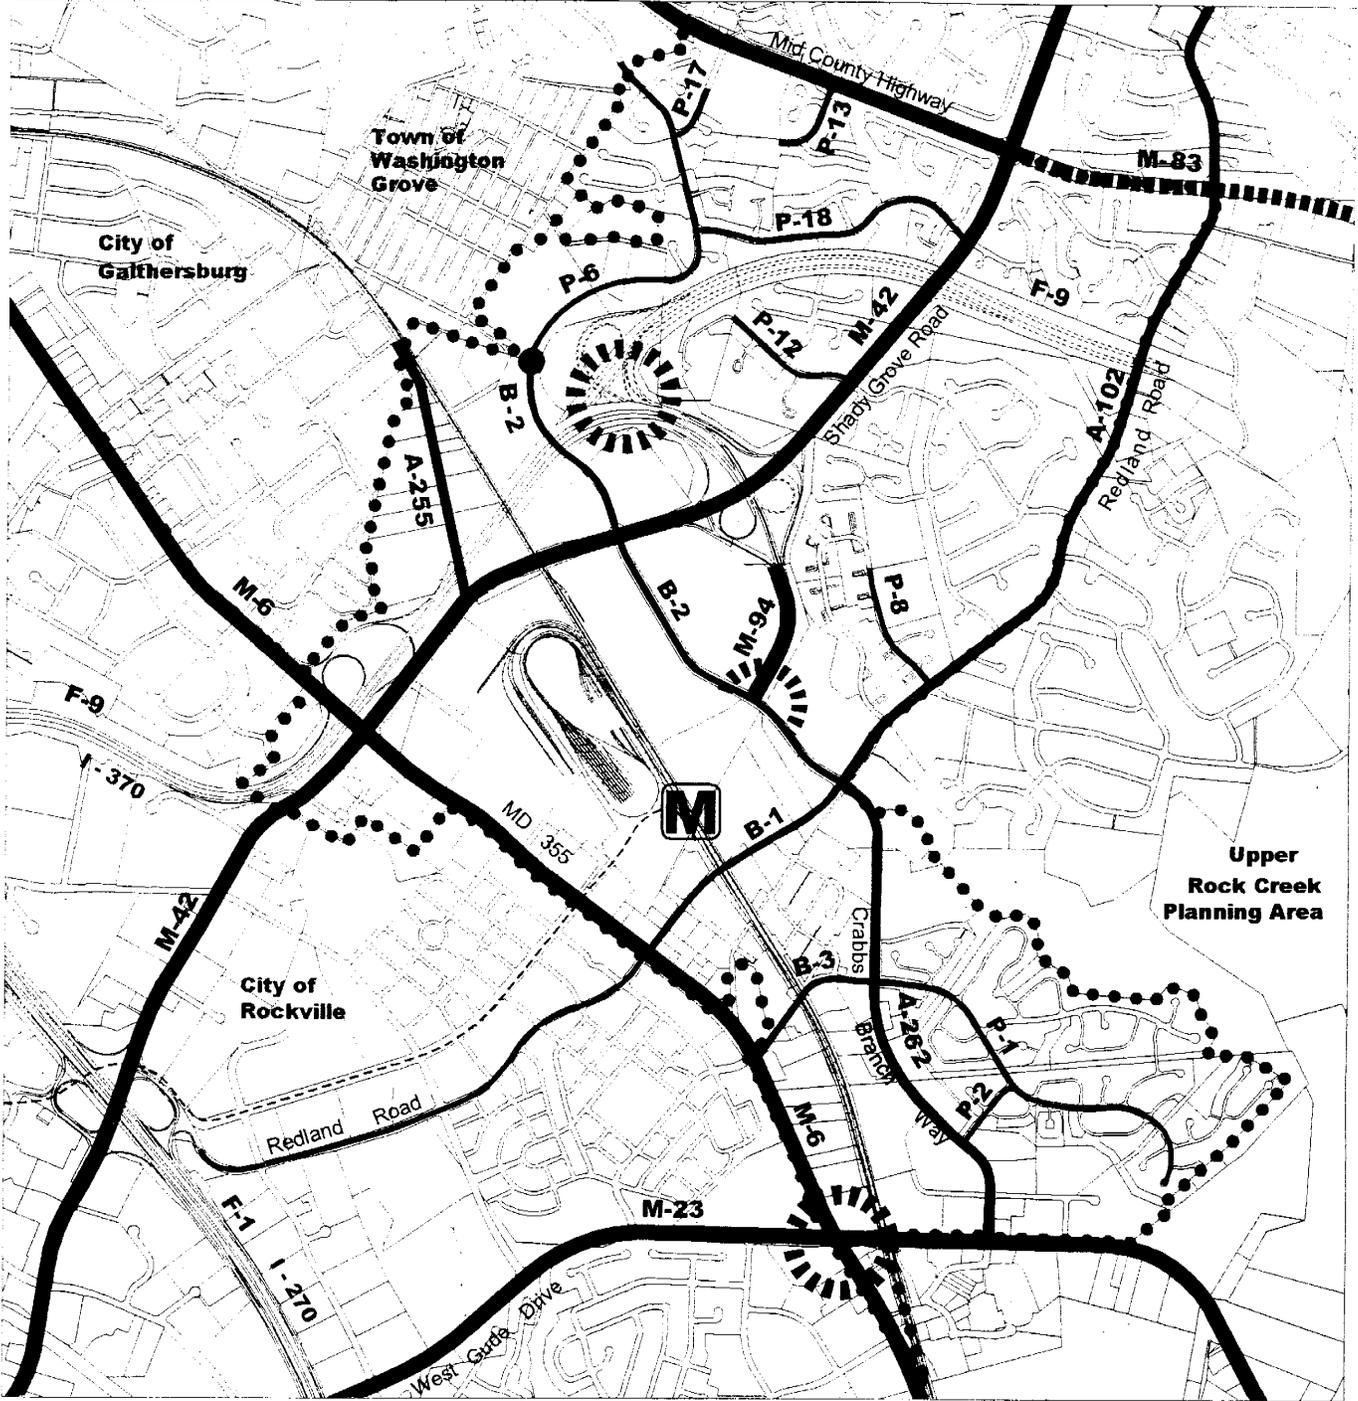 Mid County Highway
P-17
P-13
Town of
Washington
Grove
M-83
P-18
City of
Gaithersburg
P-6
F-9
M-42
P-12
Shady Grove Road
B-2
A-102
Redland Road
A-255
M-6
B-2
M-94
P-8
F-9
I - 370
MD 355
M
B-1
Upper
Rock Creek
Planning Area
M-42
Crabbs
B-3
City of
Rockville
A-262
P-1
Branch
P-2
Way
Redland Road
M-6
F-1
M-23
I - 270
West Gude Drive